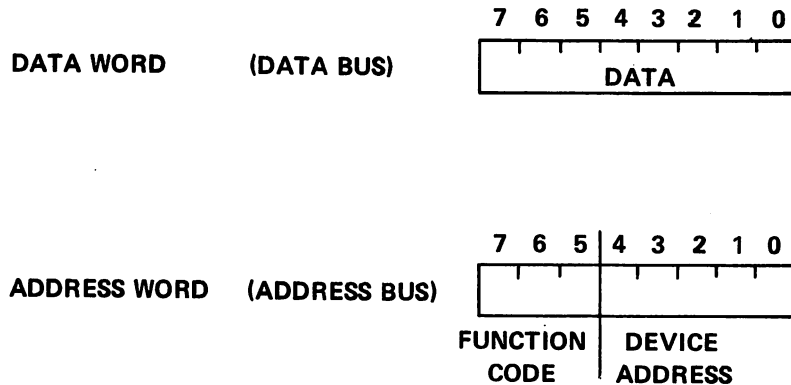 7 6 5 4 3 2 1 0
DATA WORD (DATA BUS) DATA
7 6 5 4 3 2 1 0
ADDRESS WORD (ADDRESS BUS)
FUNCTION DEVICE
CODE ADDRESS